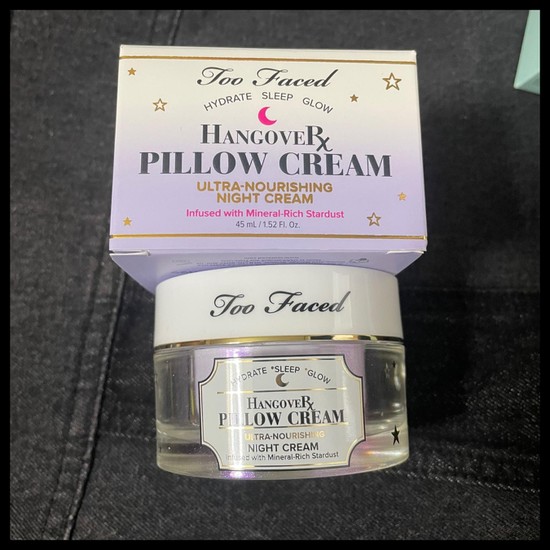 Too Faced
HYDRATE SLEEP GLOW
HANGOVERx
PILLOW CREAM
ULTRA-NOURISHING
NIGHT CREAM
Infused with Mineral-Rich Stardust
45 mL / 1.52 Fl. Oz.
Too Faced
HYDRATE *SLEEP *GLOW
HANGOVERx
PILLOW CREAM
ULTRA-NOURISHING
NIGHT CREAM
Infused with Mineral-Rich Stardust